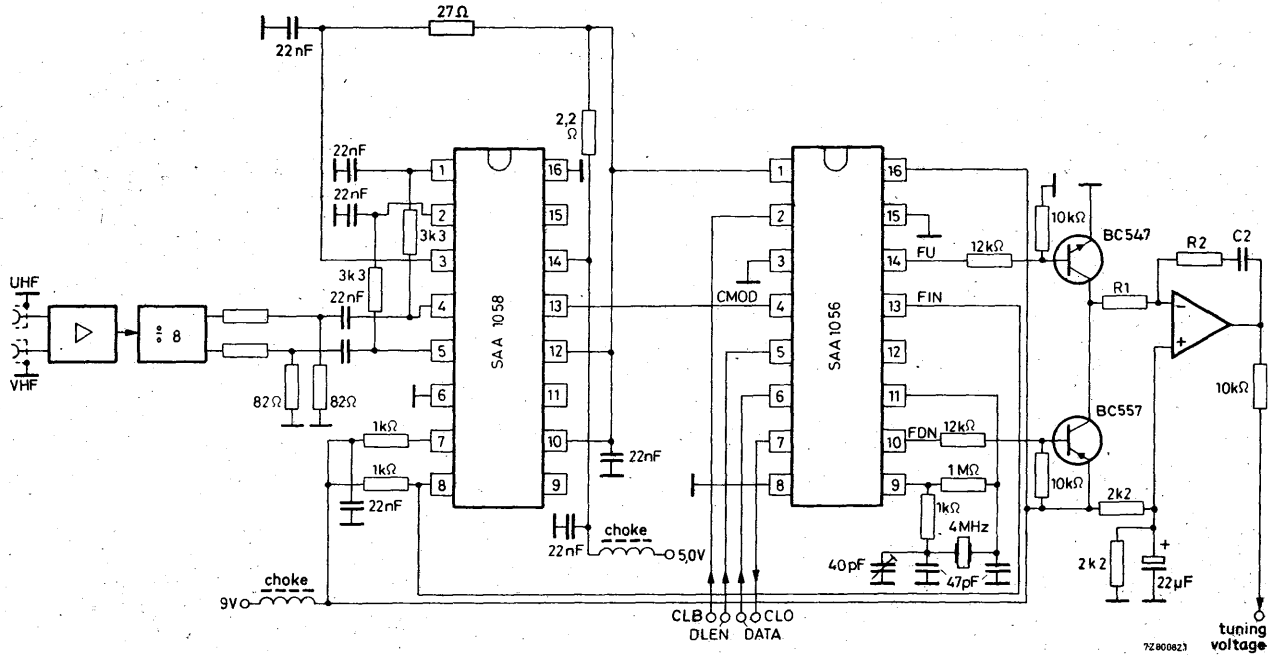 27Ω
22nF
2,2
Ω
22nF
22nF
3k3
3k3
22nF
UHF
VHF
8
82Ω
82Ω
1kΩ
1kΩ
22nF
SAA 1058
1
2
3
4
5
6
7
8
16
15
14
13
12
11
10
9
22nF
22nF
choke
5,0V
choke
9V
SAA 1056
1
2
3
CMOD
4
5
6
7
8
16
15
14
FU
13
FIN
12
11
10
FDN
9
12kΩ
10kΩ
BC547
R1
R2
C2
BC557
12kΩ
10kΩ
1MΩ
1kΩ
4MHz
40pF
47pF
2k2
2k2
+
22µF
-
+
10kΩ
CLB
DLEN
DATA
CLO
tuning
voltage
7Z80082.1